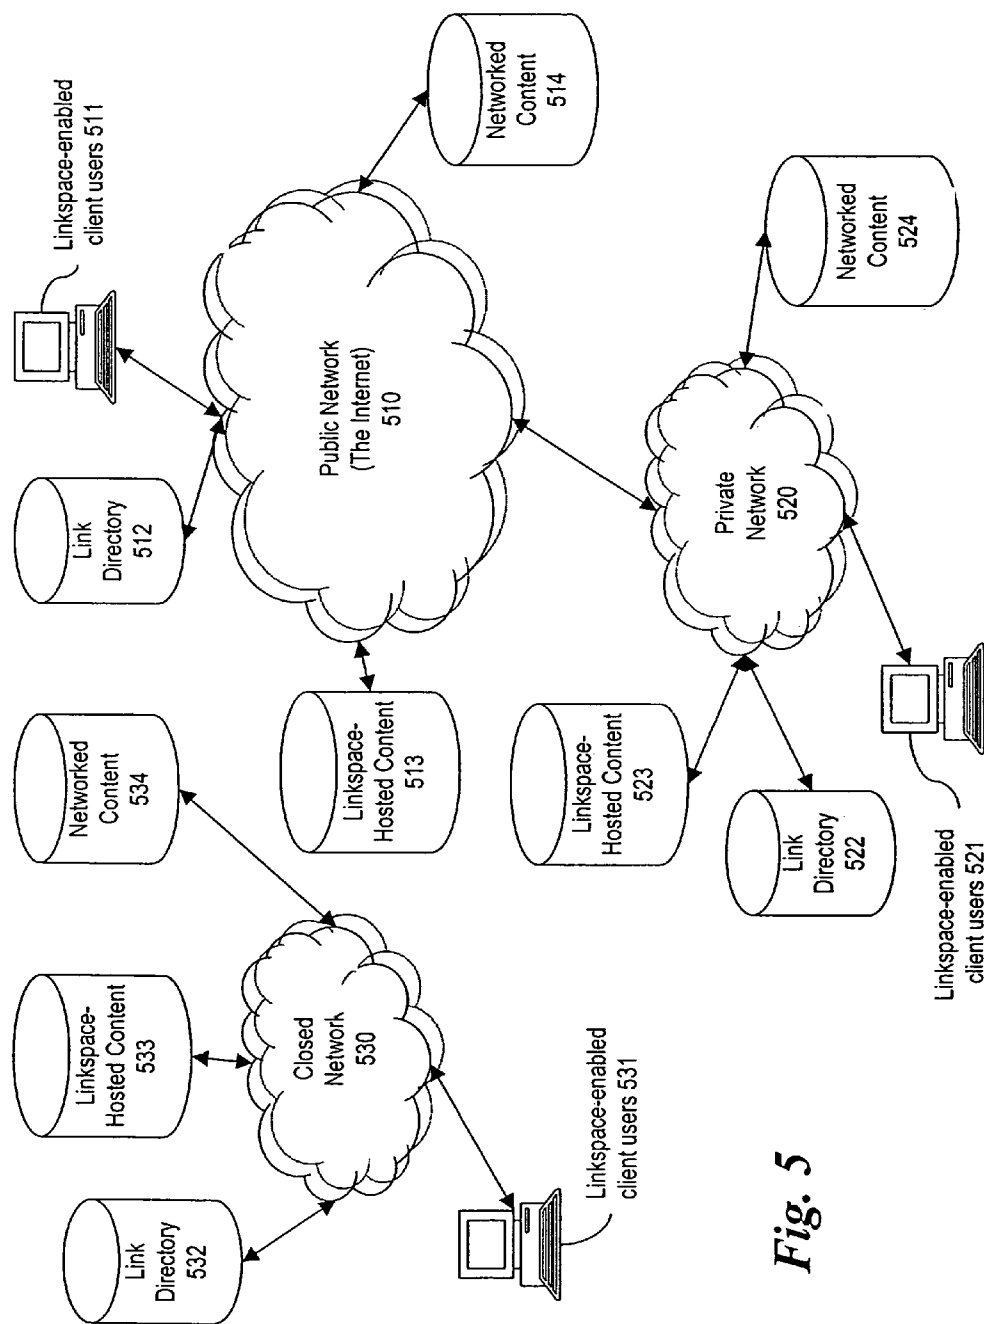 Link
Directory
532
Linkspace-
Hosted Content
533
Networked
Content
534
Link
Directory
512
Linkspace-enabled
client users 511
Closed
Network
530
Linkspace-
Hosted Content
513
Public Network
(The Internet)
510
Networked
Content
514
Linkspace-enabled
client users 531
Linkspace-
Hosted Content
523
Private
Network
520
Link
Directory
522
Networked
Content
524
Linkspace-enabled
client users 521
Fig. 5